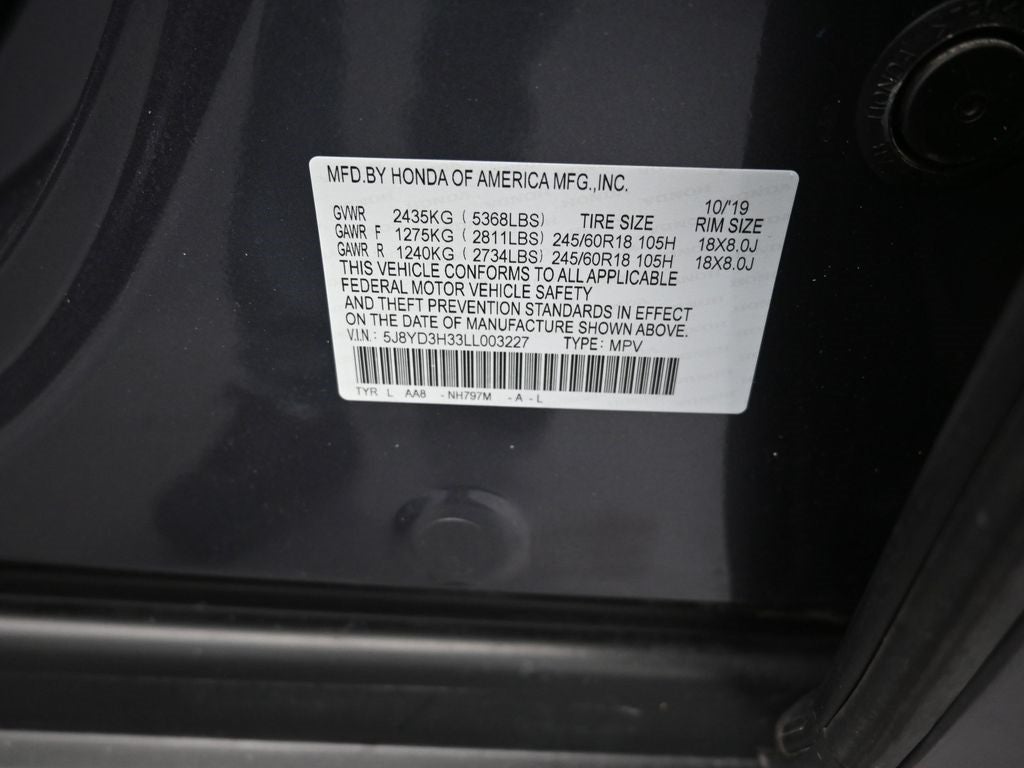 MFD.BY HONDA OF AMERICA MFG.,INC.
10/'19
GVWR 2435KG ( 5368LBS) TIRE SIZE RIM SIZE
GAWR F 1275KG ( 2811LBS) 245/60R18 105H 18X8.0J
GAWR R 1240KG ( 2734LBS) 245/60R18 105H 18X8.0J
THIS VEHICLE CONFORMS TO ALL APPLICABLE
FEDERAL MOTOR VEHICLE SAFETY
AND THEFT PREVENTION STANDARDS IN EFFECT
ON THE DATE OF MANUFACTURE SHOWN ABOVE.
V.I.N.: 5J8YD3H33LL003227 TYPE: MPV
TYR L AA8 - NH797M - A - L